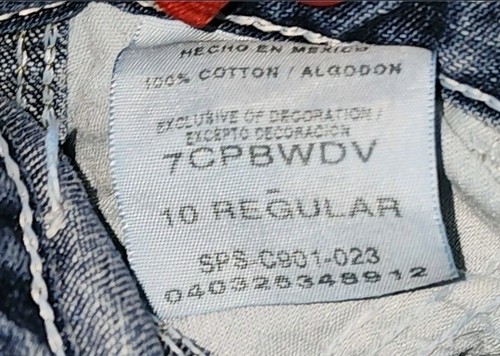 HECHO EN MEXICO
100% COTTON / ALGODON
EXCLUSIVE OF DECORATION /
EXCEPTO DECORACION
7CPBWDV
-
10 REGULAR
SPS-C901-023
040325348912